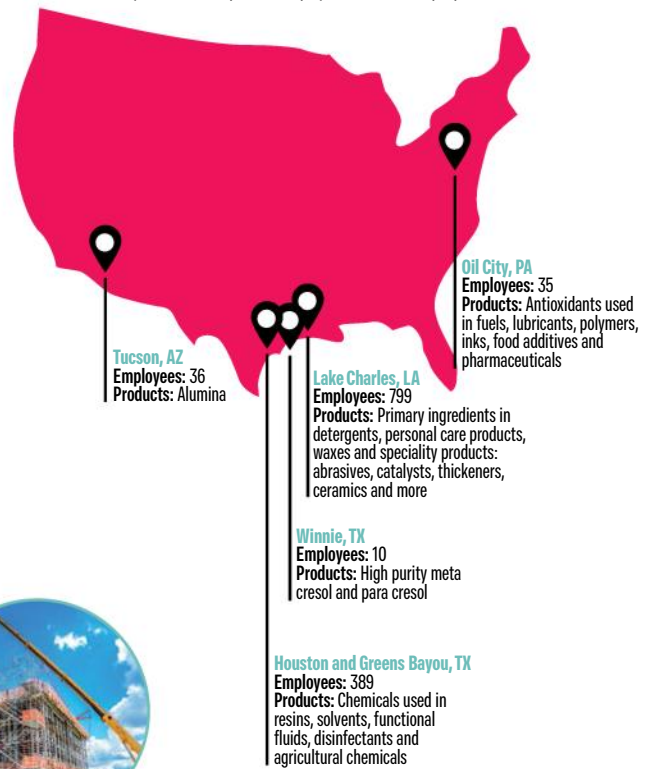 Oil City, PA
Employees: 35
Products: Antioxidants used
in fuels, lubricants, polymers,
inks, food additives and
pharmaceuticals
Tucson, AZ
Employees: 36
Products: Alumina
Lake Charles, LA
Employees: 799
Products: Primary ingredients in
detergents, personal care products,
waxes and speciality products:
abrasives, catalysts, thickeners,
ceramics and more
Winnie, TX
Employees: 10
Products: High purity meta
cresol and para cresol
Houston and Greens Bayou, TX
Employees: 389
Products: Chemicals used in
resins, solvents, functional
fluids, disinfectants and
agricultural chemicals